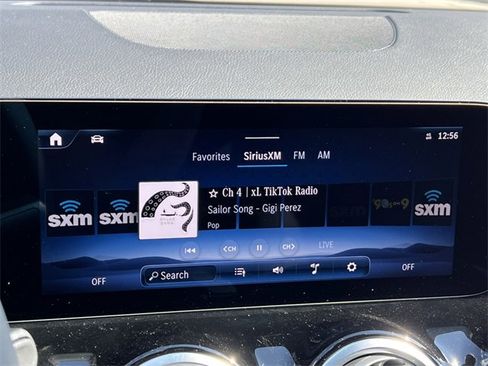 12:56
Favorites SiriusXM FM AM
☆ Ch 4 | xL TikTok Radio
sxm sxm Sailor Song - Gigi Perez sxm
Pop
<CH CH> LIVE
OFF Search OFF